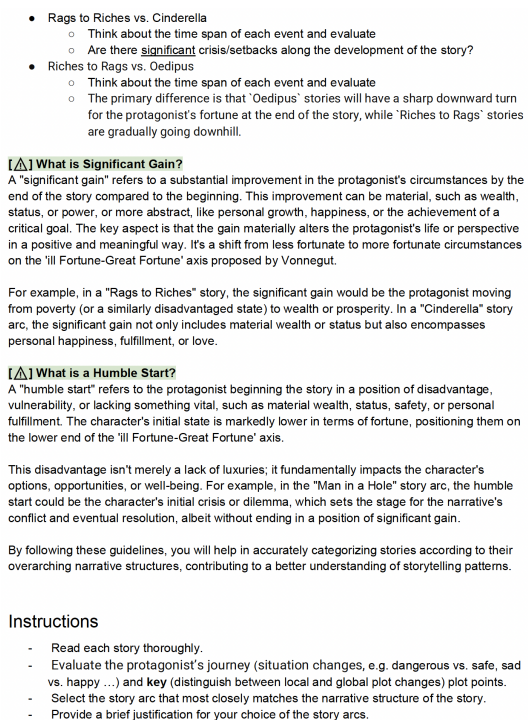 ● Rags to Riches vs. Cinderella
○ Think about the time span of each event and evaluate
○ Are there significant crisis/setbacks along the development of the story?
● Riches to Rags vs. Oedipus
○ Think about the time span of each event and evaluate
○ The primary difference is that `Oedipus` stories will have a sharp downward turn
for the protagonist's fortune at the end of the story, while `Riches to Rags` stories
are gradually going downhill.
[⚠] What is Significant Gain?
A "significant gain" refers to a substantial improvement in the protagonist's circumstances by the
end of the story compared to the beginning. This improvement can be material, such as wealth,
status, or power, or more abstract, like personal growth, happiness, or the achievement of a
critical goal. The key aspect is that the gain materially alters the protagonist's life or perspective
in a positive and meaningful way. It's a shift from less fortunate to more fortunate circumstances
on the 'ill Fortune-Great Fortune' axis proposed by Vonnegut.
For example, in a "Rags to Riches" story, the significant gain would be the protagonist moving
from poverty (or a similarly disadvantaged state) to wealth or prosperity. In a "Cinderella" story
arc, the significant gain not only includes material wealth or status but also encompasses
personal happiness, fulfillment, or love.
[⚠] What is a Humble Start?
A "humble start" refers to the protagonist beginning the story in a position of disadvantage,
vulnerability, or lacking something vital, such as material wealth, status, safety, or personal
fulfillment. The character's initial state is markedly lower in terms of fortune, positioning them on
the lower end of the 'ill Fortune-Great Fortune' axis.
This disadvantage isn't merely a lack of luxuries; it fundamentally impacts the character's
options, opportunities, or well-being. For example, in the "Man in a Hole" story arc, the humble
start could be the character's initial crisis or dilemma, which sets the stage for the narrative's
conflict and eventual resolution, albeit without ending in a position of significant gain.
By following these guidelines, you will help in accurately categorizing stories according to their
overarching narrative structures, contributing to a better understanding of storytelling patterns.
Instructions
- Read each story thoroughly.
- Evaluate the protagonist's journey (situation changes, e.g. dangerous vs. safe, sad
vs. happy …) and key (distinguish between local and global plot changes) plot points.
- Select the story arc that most closely matches the narrative structure of the story.
- Provide a brief justification for your choice of the story arcs.